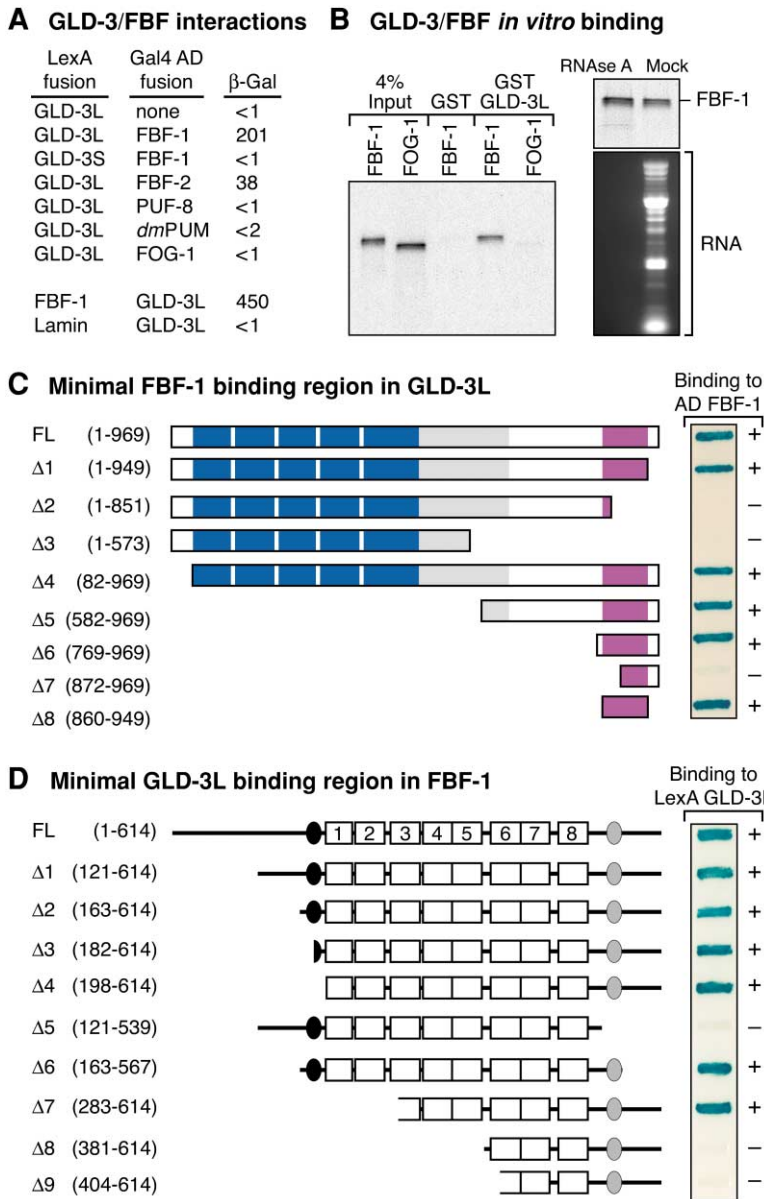 A GLD-3/FBF interactions
LexA fusion Gal4 AD fusion β-Gal
GLD-3L none <1
GLD-3L FBF-1 201
GLD-3S FBF-1 <1
GLD-3L FBF-2 38
GLD-3L PUF-8 <1
GLD-3L dmPUM <2
GLD-3L FOG-1 <1
FBF-1 GLD-3L 450
Lamin GLD-3L <1
B GLD-3/FBF in vitro binding
4% Input GST GST GLD-3L
FBF-1 FOG-1 FBF-1 FBF-1 FOG-1
RNAse A Mock
FBF-1
RNA
C Minimal FBF-1 binding region in GLD-3L
Binding to
AD FBF-1
FL (1-969) +
Δ1 (1-949) +
Δ2 (1-851) –
Δ3 (1-573) –
Δ4 (82-969) +
Δ5 (582-969) +
Δ6 (769-969) +
Δ7 (872-969) –
Δ8 (860-949) +
D Minimal GLD-3L binding region in FBF-1
Binding to
LexA GLD-3L
FL (1-614) 1 2 3 4 5 6 7 8 +
Δ1 (121-614) +
Δ2 (163-614) +
Δ3 (182-614) +
Δ4 (198-614) +
Δ5 (121-539) –
Δ6 (163-567) +
Δ7 (283-614) +
Δ8 (381-614) –
Δ9 (404-614) –